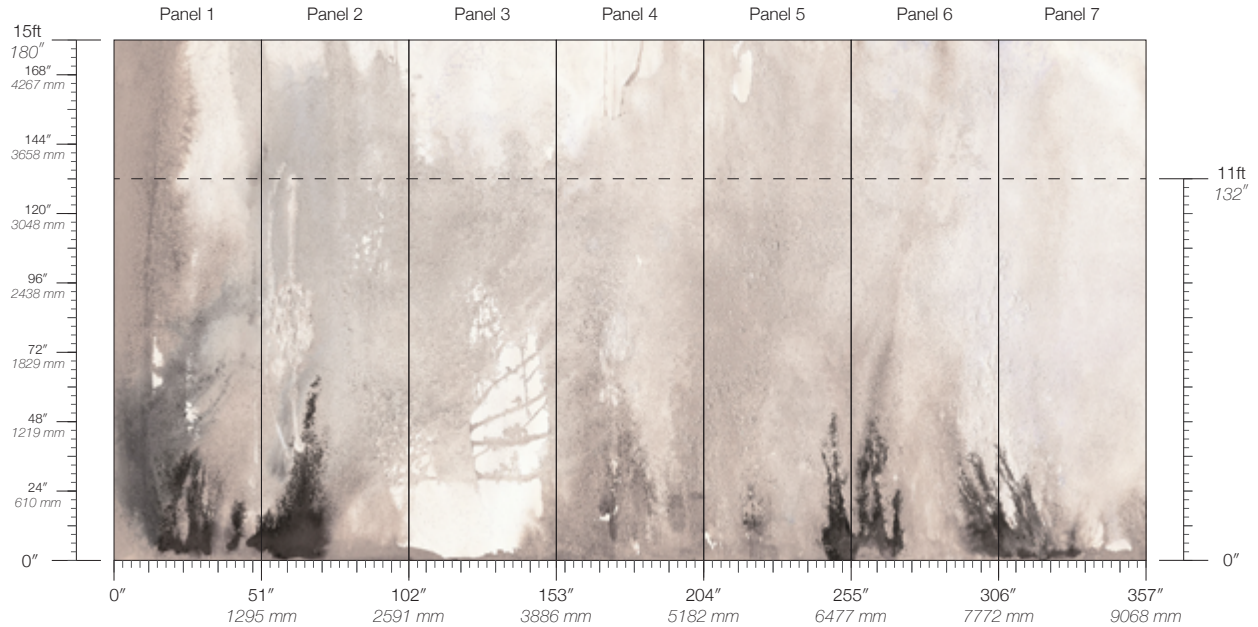 Panel 1 Panel 2 Panel 3 Panel 4 Panel 5 Panel 6 Panel 7
15ft
180″
168″
4267 mm
144″
3658 mm
11ft
132″
120″
3048 mm
96″
2438 mm
72″
1829 mm
48″
1219 mm
24″
610 mm
0″ 0″
0″ 51″ 102″ 153″ 204″ 255″ 306″ 357″
1295 mm 2591 mm 3886 mm 5182 mm 6477 mm 7772 mm 9068 mm